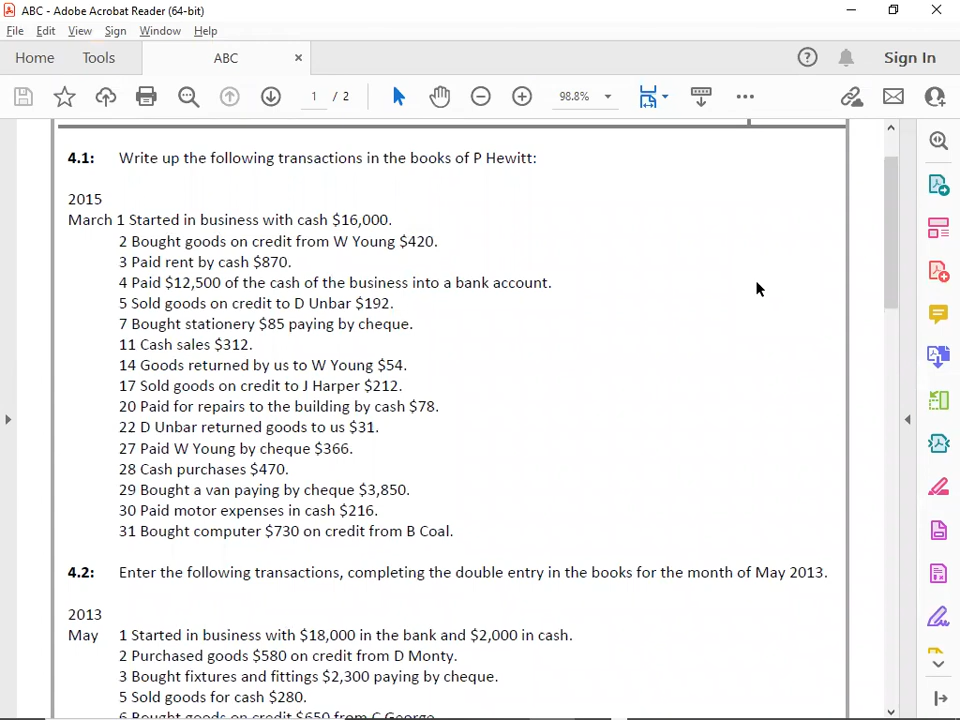 ABC - Adobe Acrobat Reader (64-bit)
File Edit View Window Help
Home Tools ABC Sign In
1 / 2 98.8%
4.1: Write up the following transactions in the books of P Hewitt:
2015
March 1 Started in business with cash $16,000.
2 Bought goods on credit from W Young $420.
3 Paid rent by cash $870.
4 Paid $12,500 of the cash of the business into a bank account.
5 Sold goods on credit to D Unbar $192.
7 Bought stationery $85 paying by cheque.
11 Cash sales $312.
14 Goods returned by us to W Young $54.
17 Sold goods on credit to J Harper $212.
20 Paid for repairs to the building by cash $78.
22 D Unbar returned goods to us $31.
27 Paid W Young by cheque $366.
28 Cash purchases $470.
29 Bought a van paying by cheque $3,850.
30 Paid motor expenses in cash $216.
31 Bought computer $730 on credit from B Coal.
4.2: Enter the following transactions, completing the double entry in the books for the month of May 2013.
2013
May 1 Started in business with $18,000 in the bank and $2,000 in cash.
2 Purchased goods $580 on credit from D Monty.
3 Bought fixtures and fittings $2,300 paying by cheque.
5 Sold goods for cash $280.
6 Bought goods on credit $650 from C George.